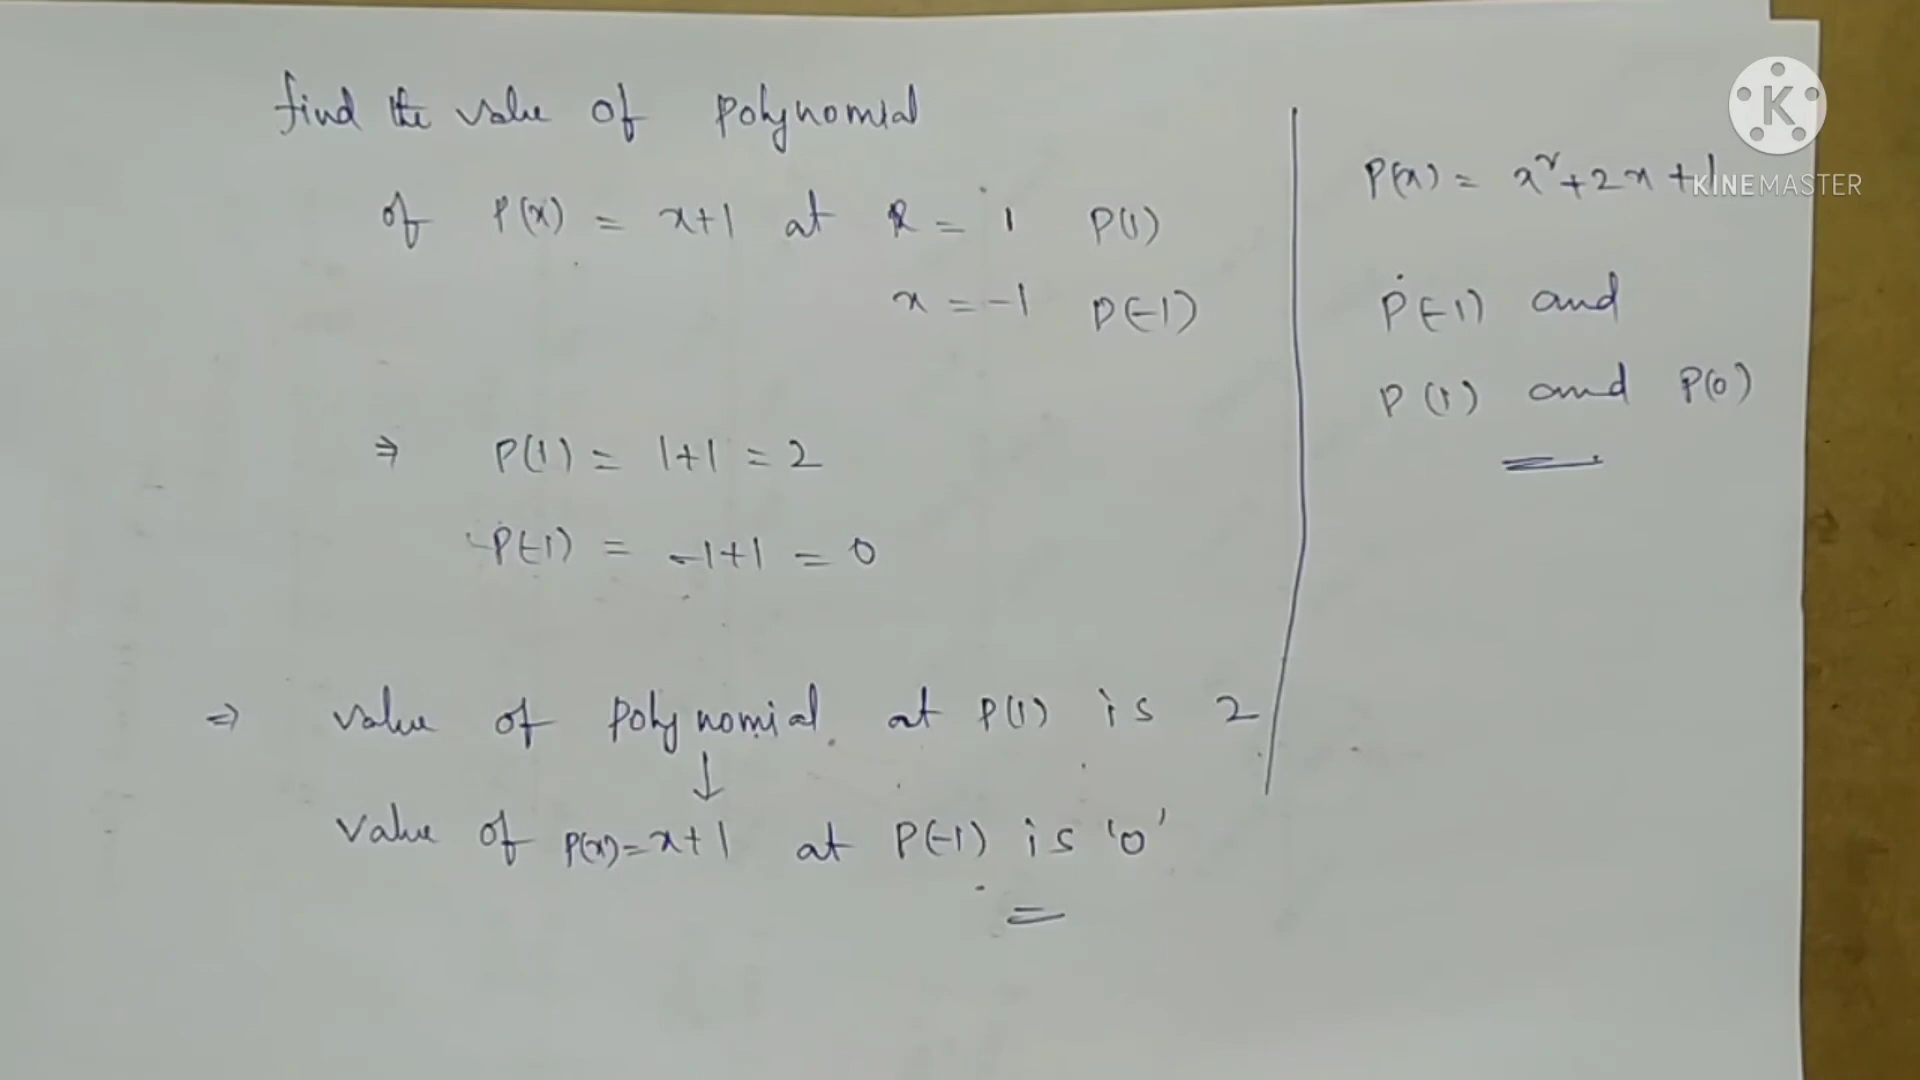 find the value of polynomial
of P(x) = x+1 at x = 1 P(1)
x = -1 P(-1)
⇒ P(1) = 1+1 = 2
P(-1) = -1+1 = 0
⇒ value of polynomial at P(1) is 2
↓
value of P(x)=x+1 at P(-1) is '0'
P(x) = x²+2x+1
P(-1) and
P(1) and P(0)
K
KINEMASTER